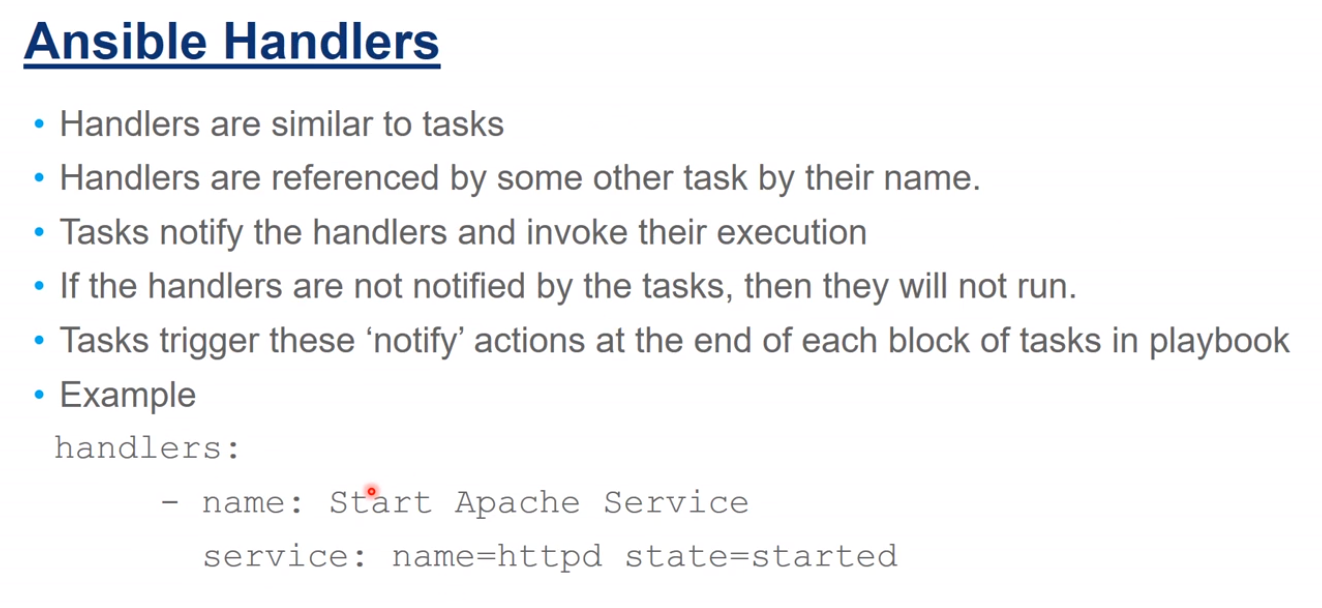 Ansible Handlers
• Handlers are similar to tasks
• Handlers are referenced by some other task by their name.
• Tasks notify the handlers and invoke their execution
• If the handlers are not notified by the tasks, then they will not run.
• Tasks trigger these ‘notify’ actions at the end of each block of tasks in playbook
• Example
handlers:
- name: Start Apache Service
service: name=httpd state=started